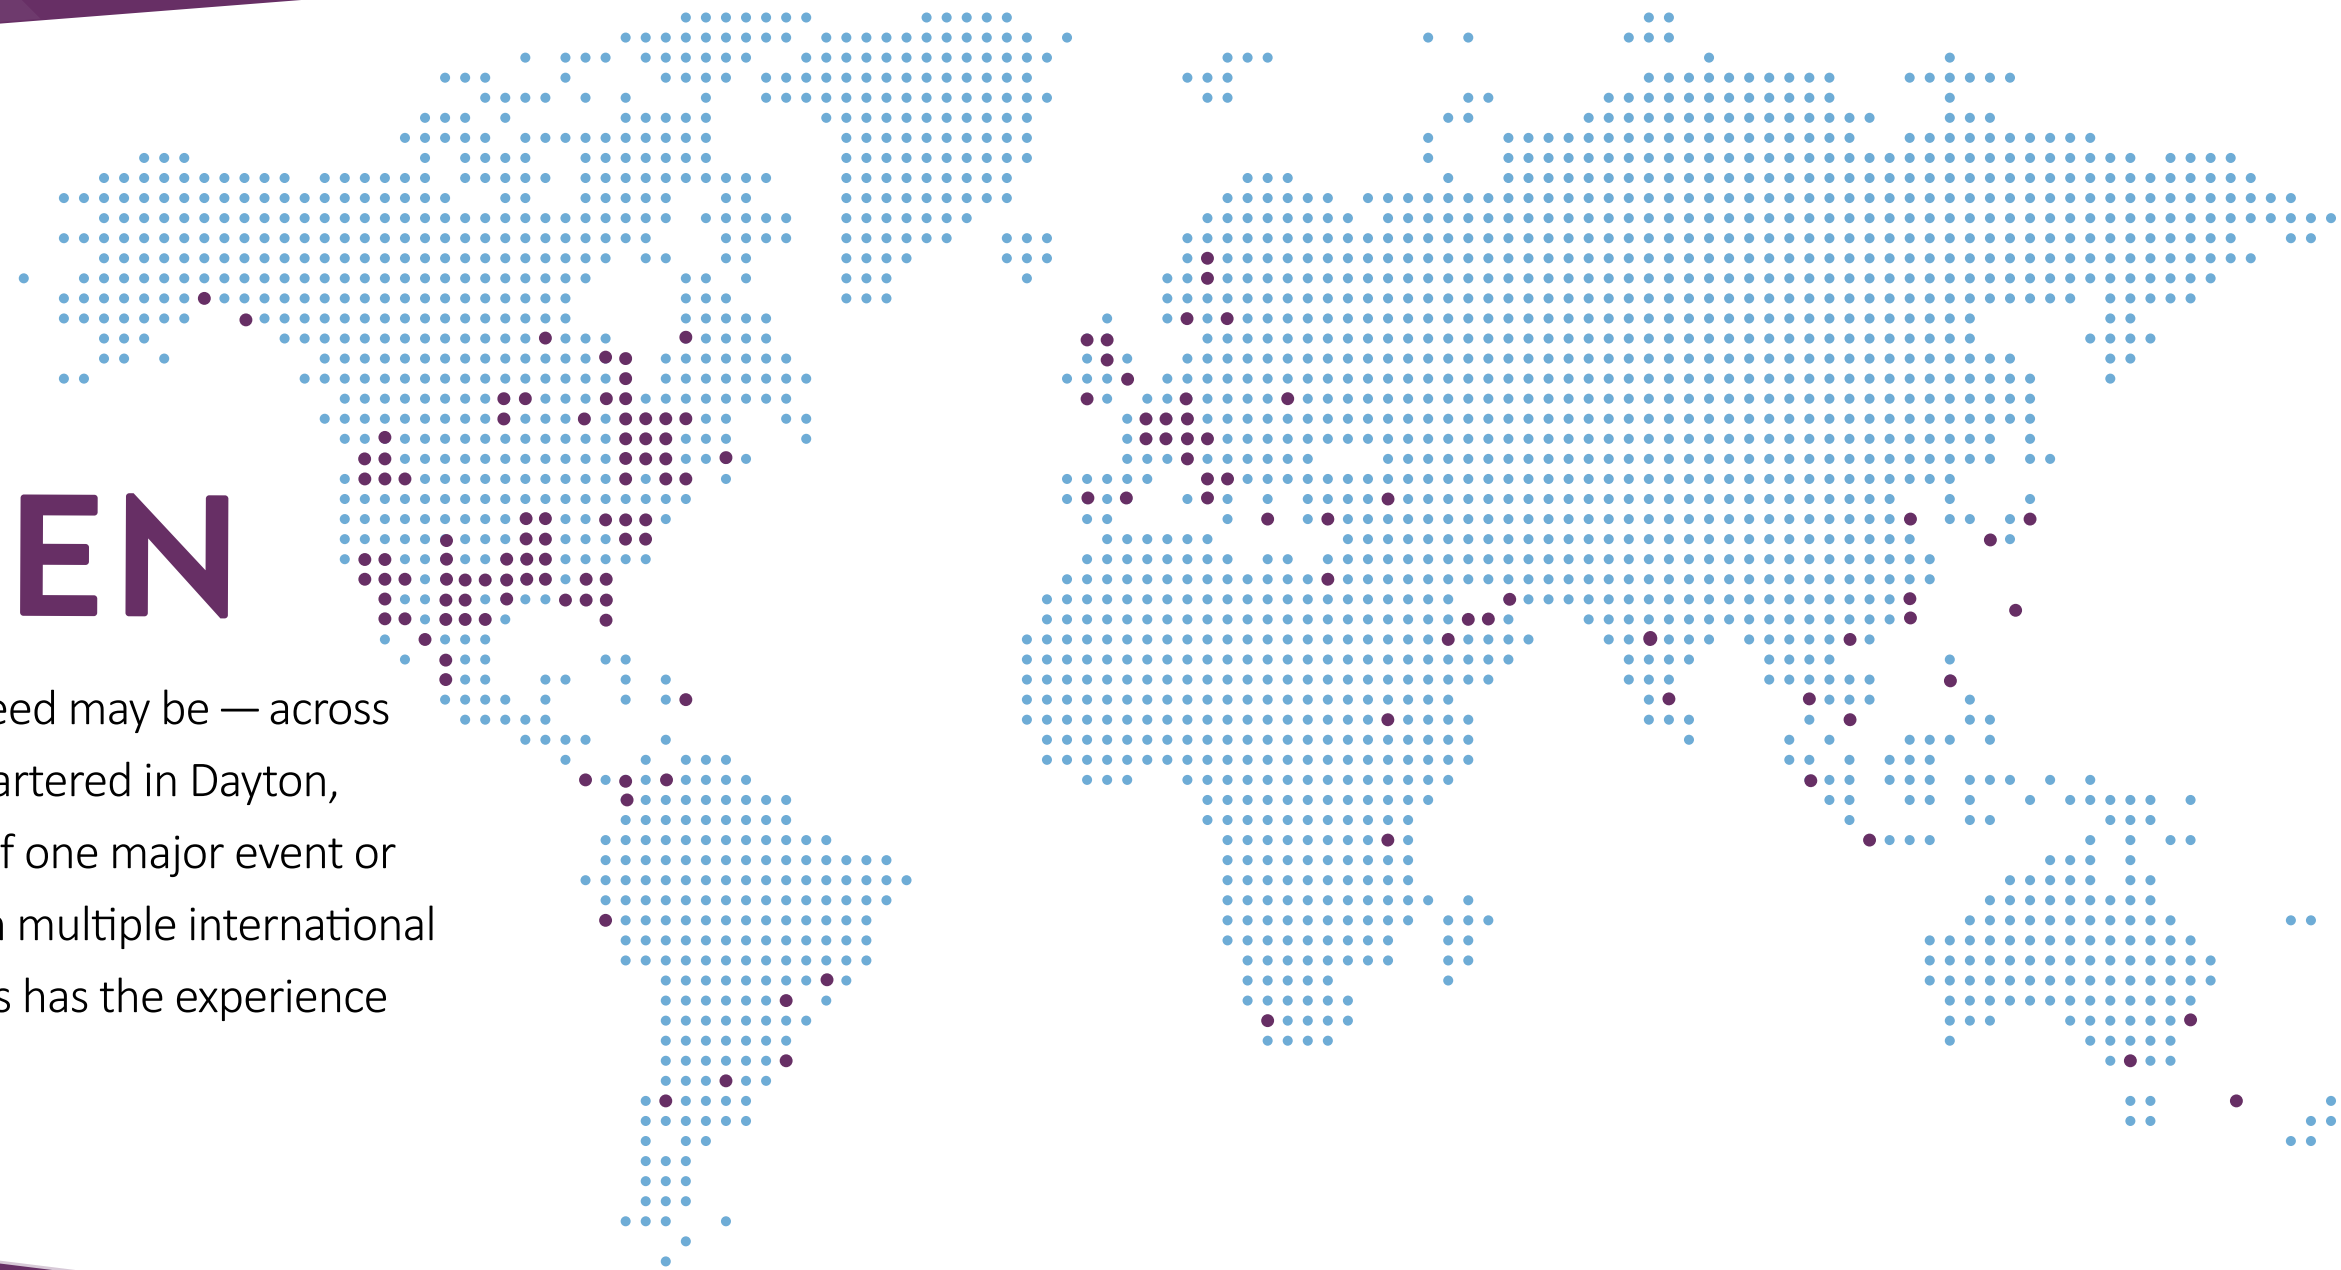 EN
eed may be — across
artered in Dayton,
f one major event or
multiple international
s has the experience